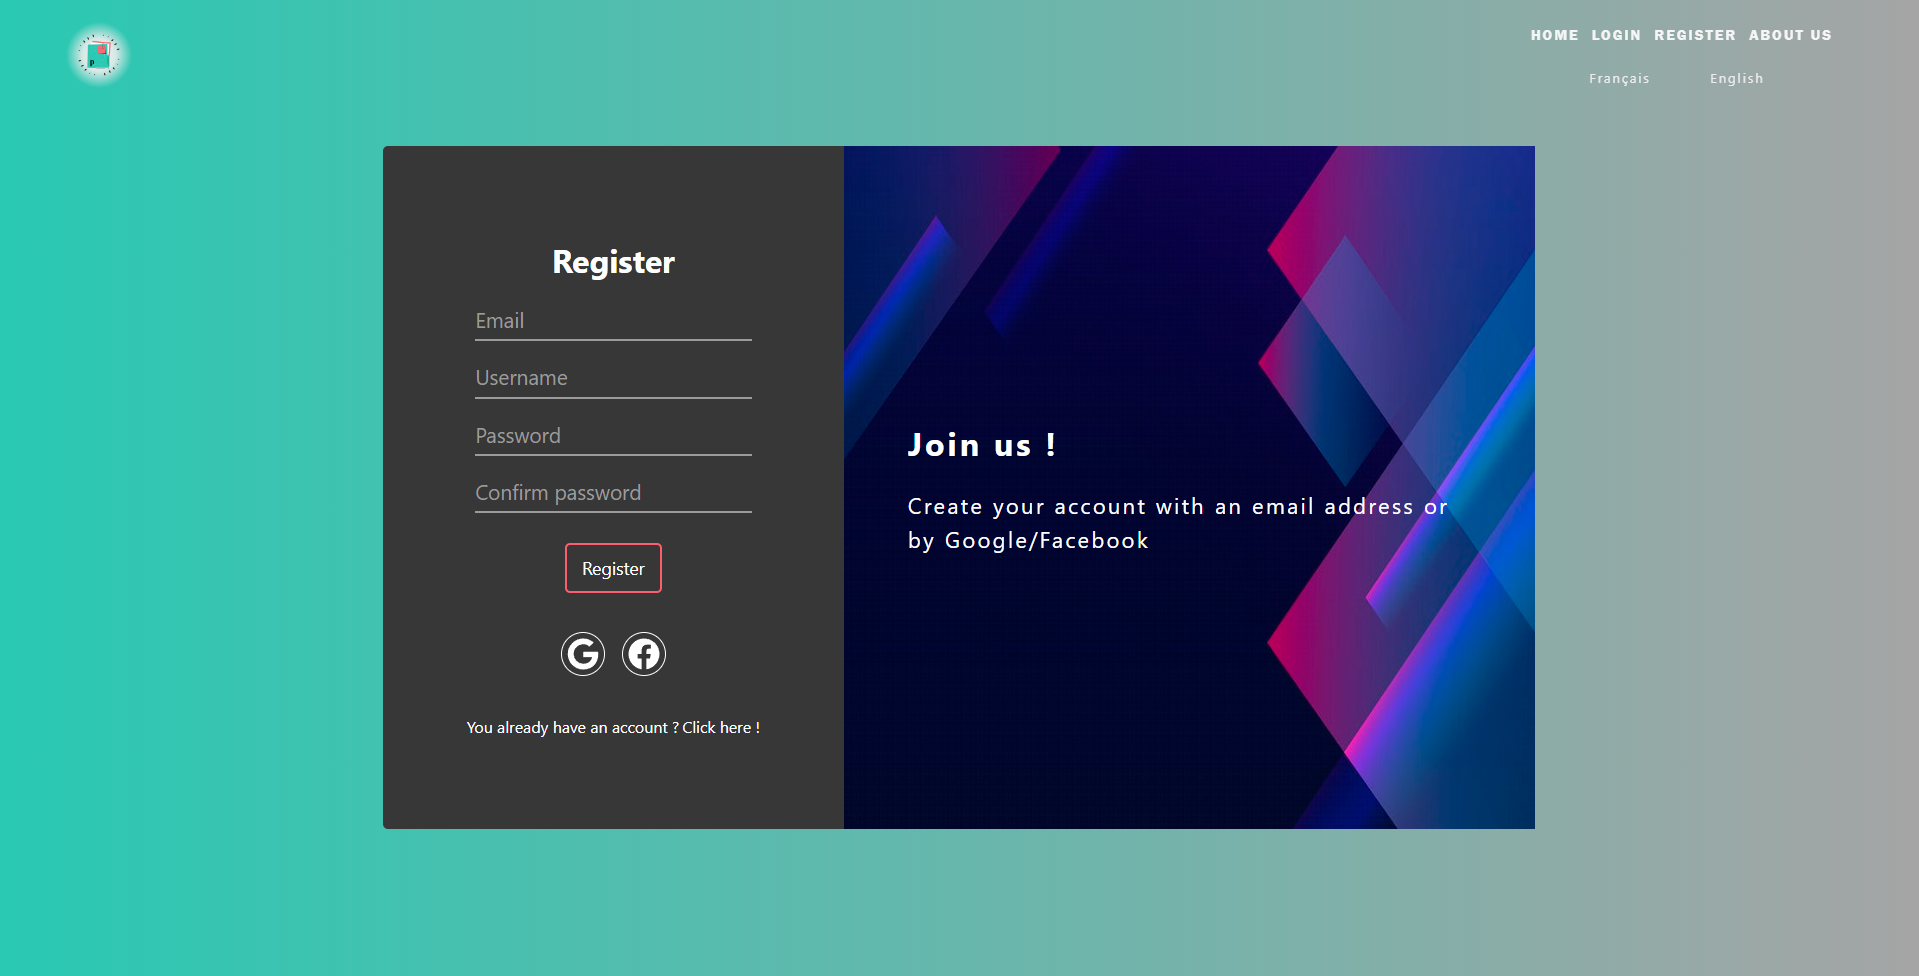 HOME LOGIN REGISTER ABOUT US
Français English
Register
Email
Username
Password
Confirm password
Register
You already have an account ? Click here !
Join us !
Create your account with an email address or
by Google/Facebook